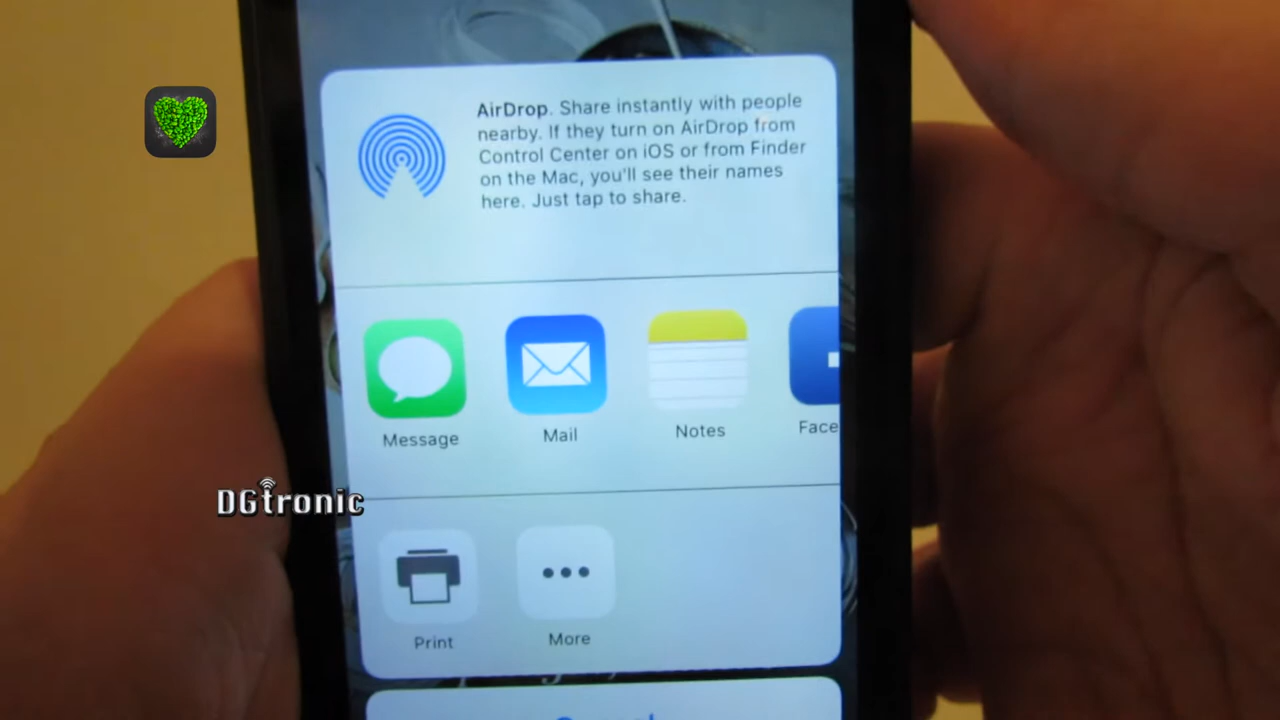 AirDrop. Share instantly with people
nearby. If they turn on AirDrop from
Control Center on iOS or from Finder
on the Mac, you'll see their names
here. Just tap to share.
Message
Mail
Notes
Face
DGtronic
Print
More